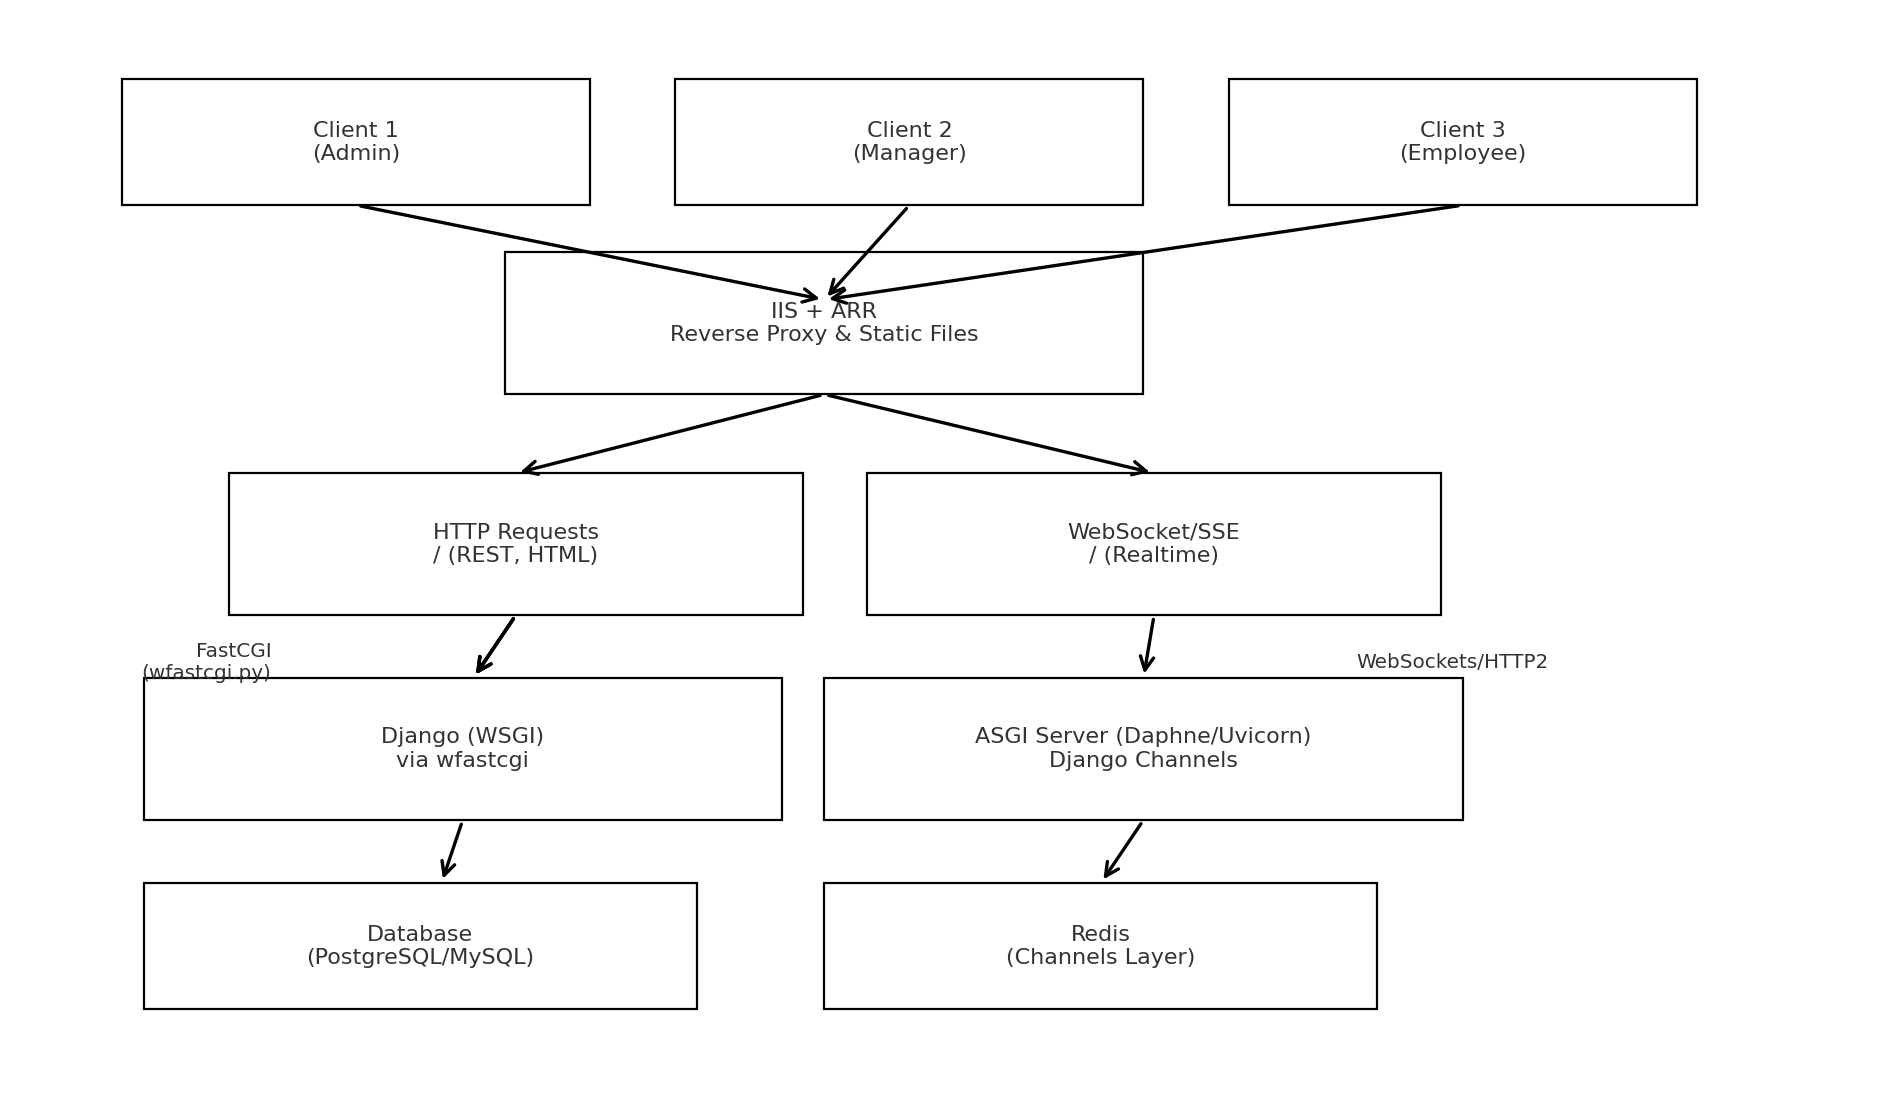 Client 1
(Admin)
Client 2
(Manager)
Client 3
(Employee)
IIS + ARR
Reverse Proxy & Static Files
HTTP Requests
/ (REST, HTML)
WebSocket/SSE
/ (Realtime)
FastCGI
(wfastcgi.py)
WebSockets/HTTP2
Django (WSGI)
via wfastcgi
ASGI Server (Daphne/Uvicorn)
Django Channels
Database
(PostgreSQL/MySQL)
Redis
(Channels Layer)